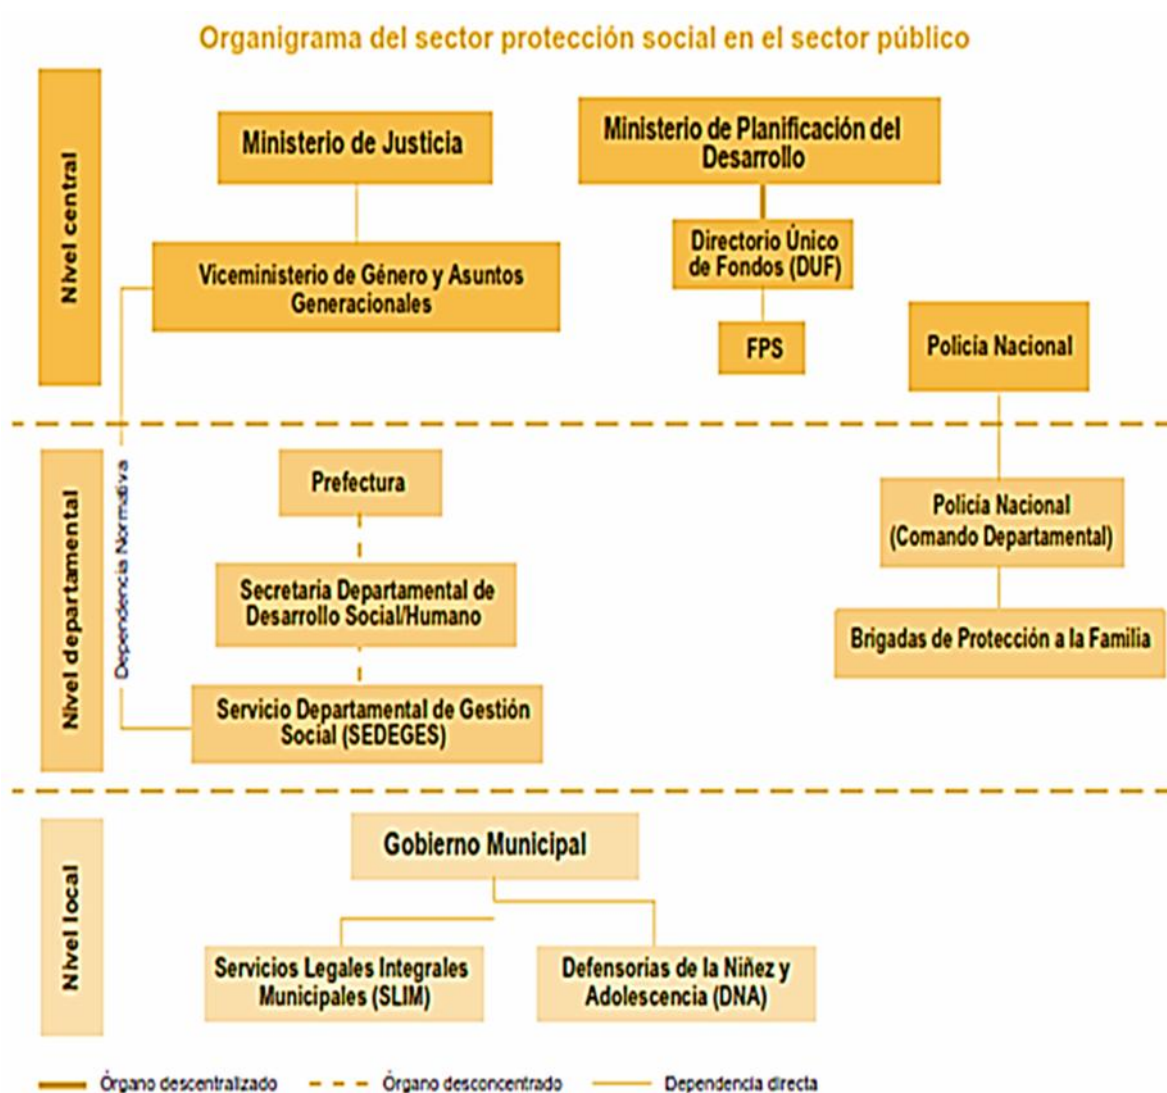 Organigrama del sector protección social en el sector público
Nivel central
Ministerio de Justicia
Ministerio de Planificación del
Desarrollo
Viceministerio de Género y Asuntos
Generacionales
Directorio Único
de Fondos (DUF)
FPS
Policía Nacional
Nivel departamental
Dependencia Normativa
Prefectura
Secretaría Departamental de
Desarrollo Social/Humano
Servicio Departamental de Gestión
Social (SEDEGES)
Policía Nacional
(Comando Departamental)
Brigadas de Protección a la Familia
Nivel local
Gobierno Municipal
Servicios Legales Integrales
Municipales (SLIM)
Defensorias de la Niñez y
Adolescencia (DNA)
Órgano descentralizado
Órgano desconcentrado
Dependencia directa